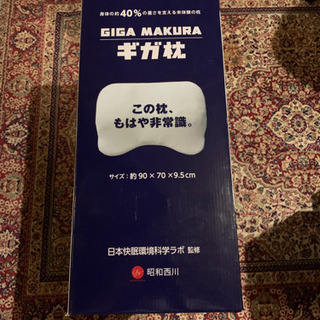 身体の約40%の重さを支える未体験の枕
GIGA MAKURA
ギガ枕
この枕、
もはや非常識。
サイズ：約90×70×9.5cm
日本快眠環境科学ラボ 監修
昭和西川